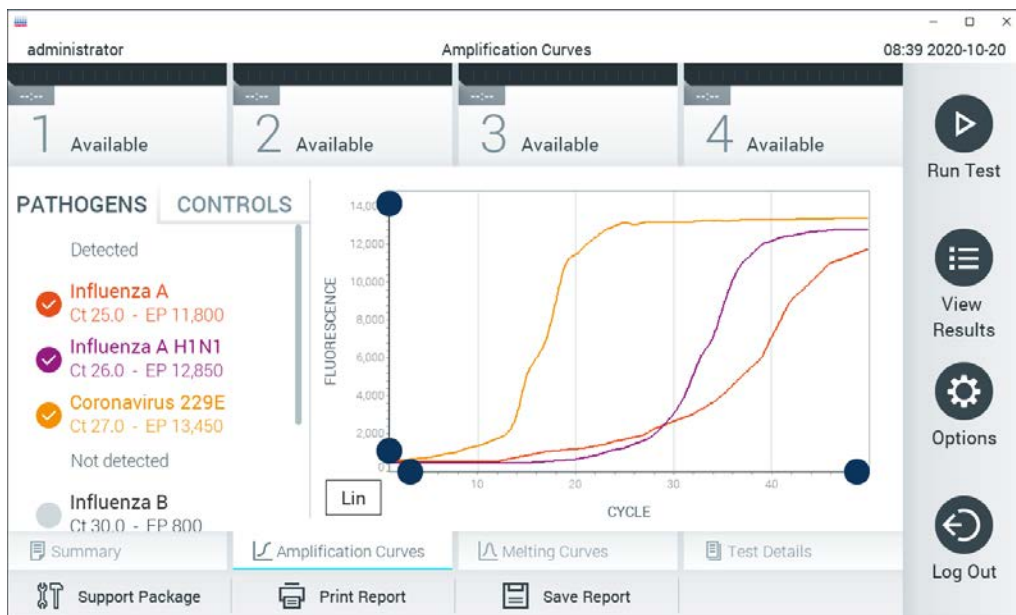 administrator
Amplification Curves
08:39 2020-10-20
--:--
1 Available
--:--
2 Available
--:--
3 Available
--:--
4 Available
Run Test
View
Results
Options
Log Out
PATHOGENS
CONTROLS
Detected
Influenza A
Ct 25.0 - EP 11,800
Influenza A H1N1
Ct 26.0 - EP 12,850
Coronavirus 229E
Ct 27.0 - EP 13,450
Not detected
Influenza B
Ct 30.0 - EP 800
FLUORESCENCE
14,000
12,000
10,000
8,000
6,000
4,000
2,000
0
10
20
30
40
CYCLE
Lin
Summary
Amplification Curves
Melting Curves
Test Details
Support Package
Print Report
Save Report